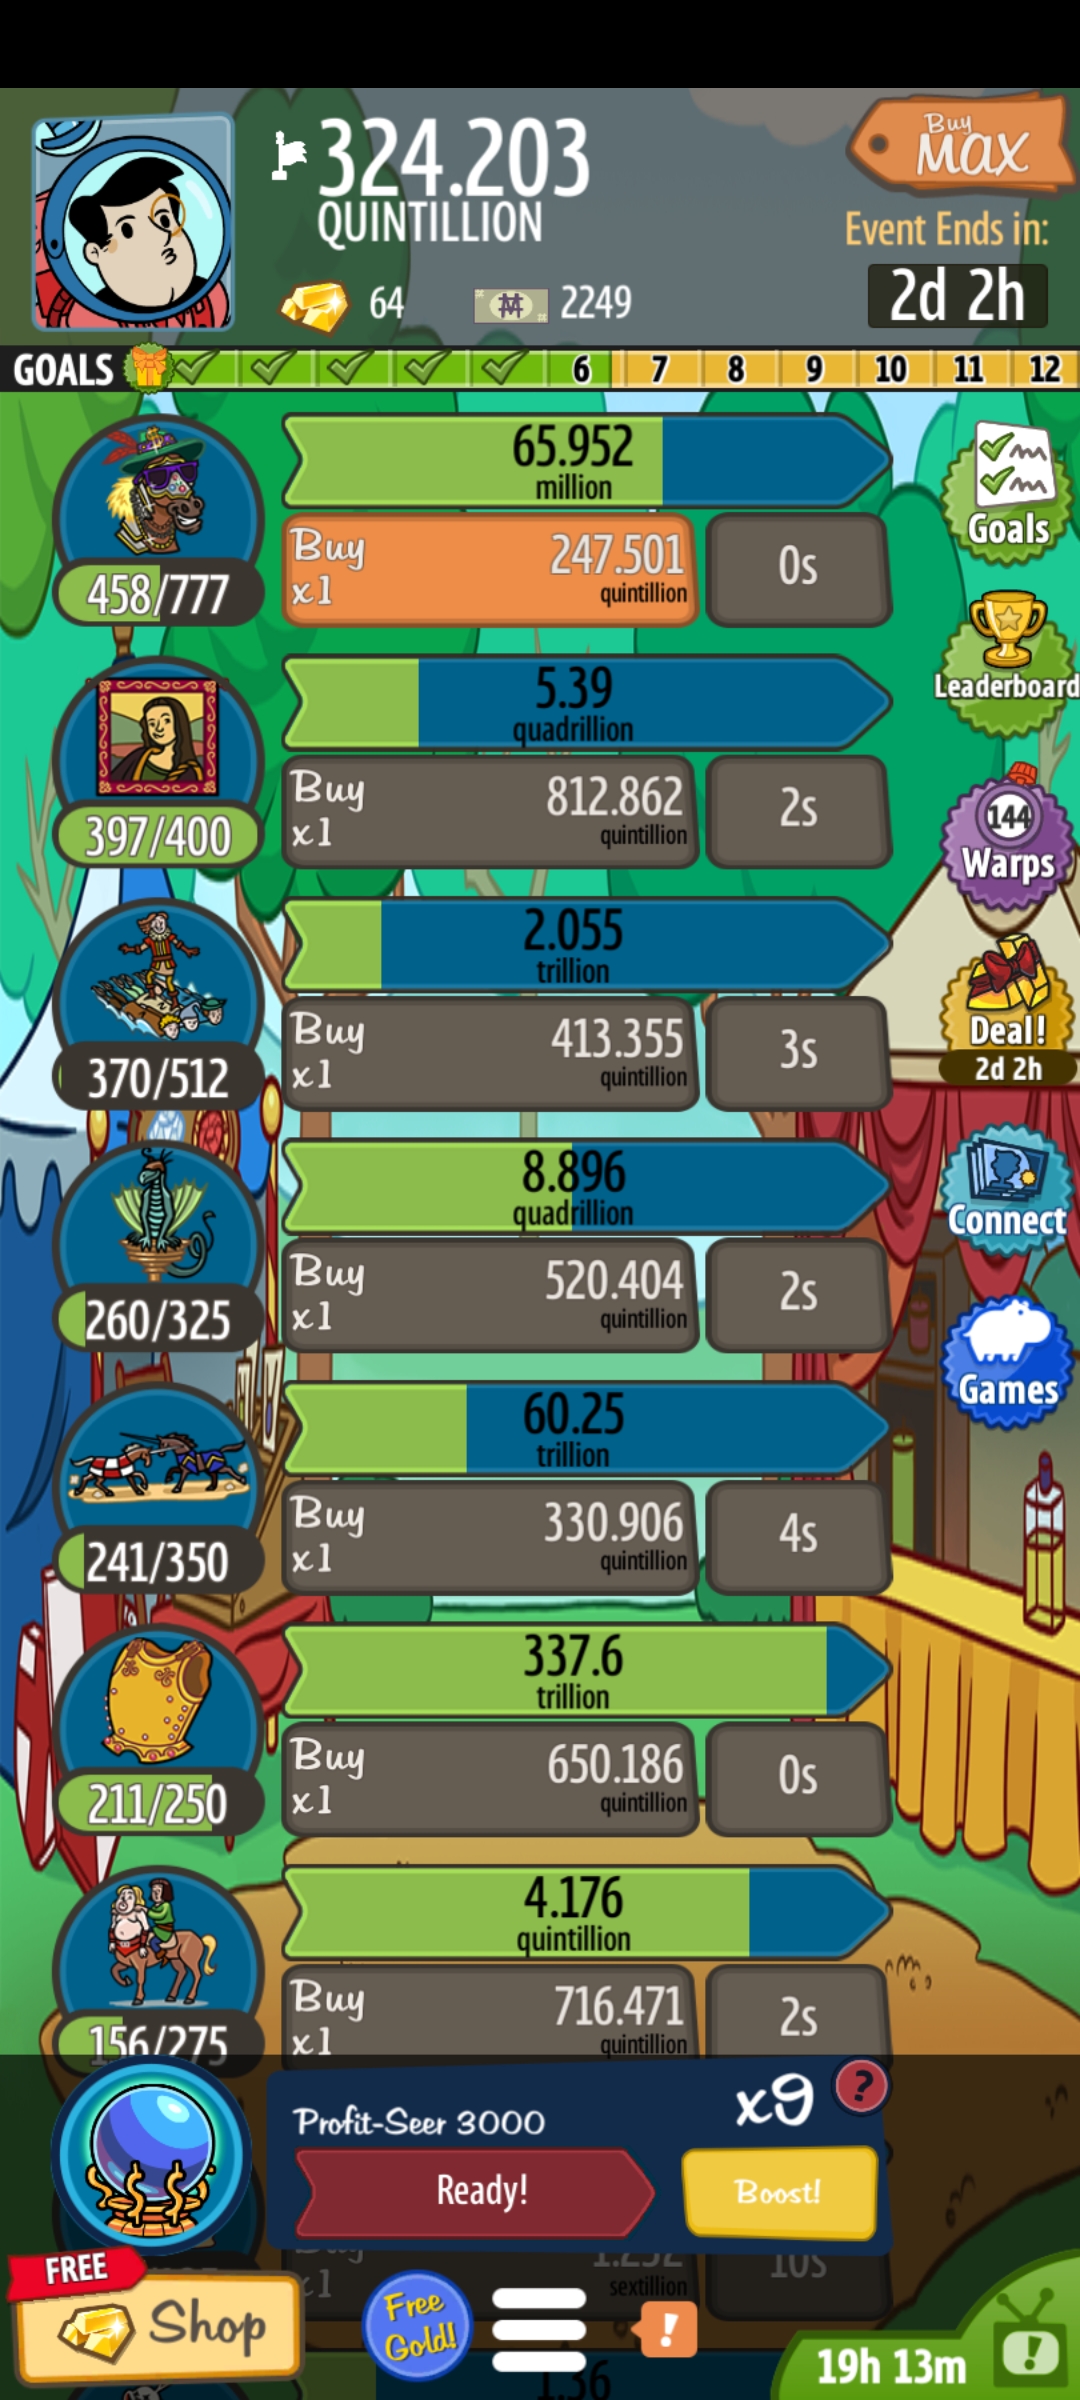 324.203
QUINTILLION
Buy
MAX
Event Ends in:
2d 2h
64
2249
GOALS 6 7 8 9 10 11 12
65.952
million
Buy
x1
247.501
quintillion
0s
458/777
Goals
Leaderboard
5.39
quadrillion
Buy
x1
812.862
quintillion
2s
397/400
144
Warps
2.055
trillion
Buy
x1
413.355
quintillion
3s
370/512
Deal!
2d 2h
8.896
quadrillion
Buy
x1
520.404
quintillion
2s
260/325
Connect
Games
60.25
trillion
Buy
x1
330.906
quintillion
4s
241/350
337.6
trillion
Buy
x1
650.186
quintillion
0s
211/250
4.176
quintillion
Buy
x1
716.471
quintillion
2s
156/275
Profit-Seer 3000
x9
?
Ready!
Boost!
Buy
x1
1.252
sextillion
10s
FREE
Shop
Free
Gold!
!
1.36
19h 13m
!